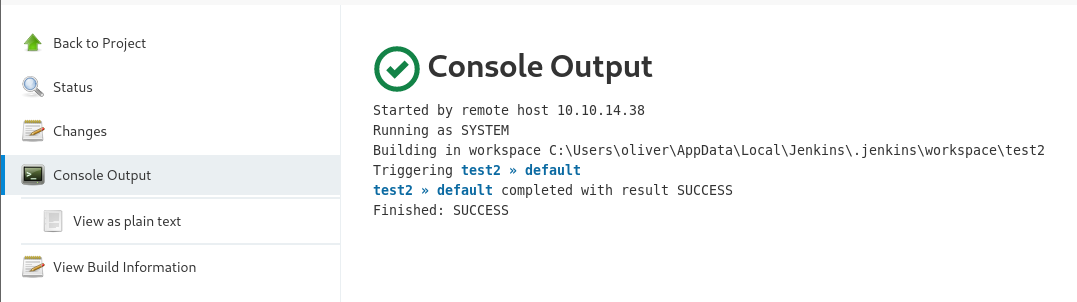 Back to Project
Status
Changes
Console Output
View as plain text
View Build Information
Console Output
Started by remote host 10.10.14.38
Running as SYSTEM
Building in workspace C:\Users\oliver\AppData\Local\Jenkins\.jenkins\workspace\test2
Triggering test2 » default
test2 » default completed with result SUCCESS
Finished: SUCCESS